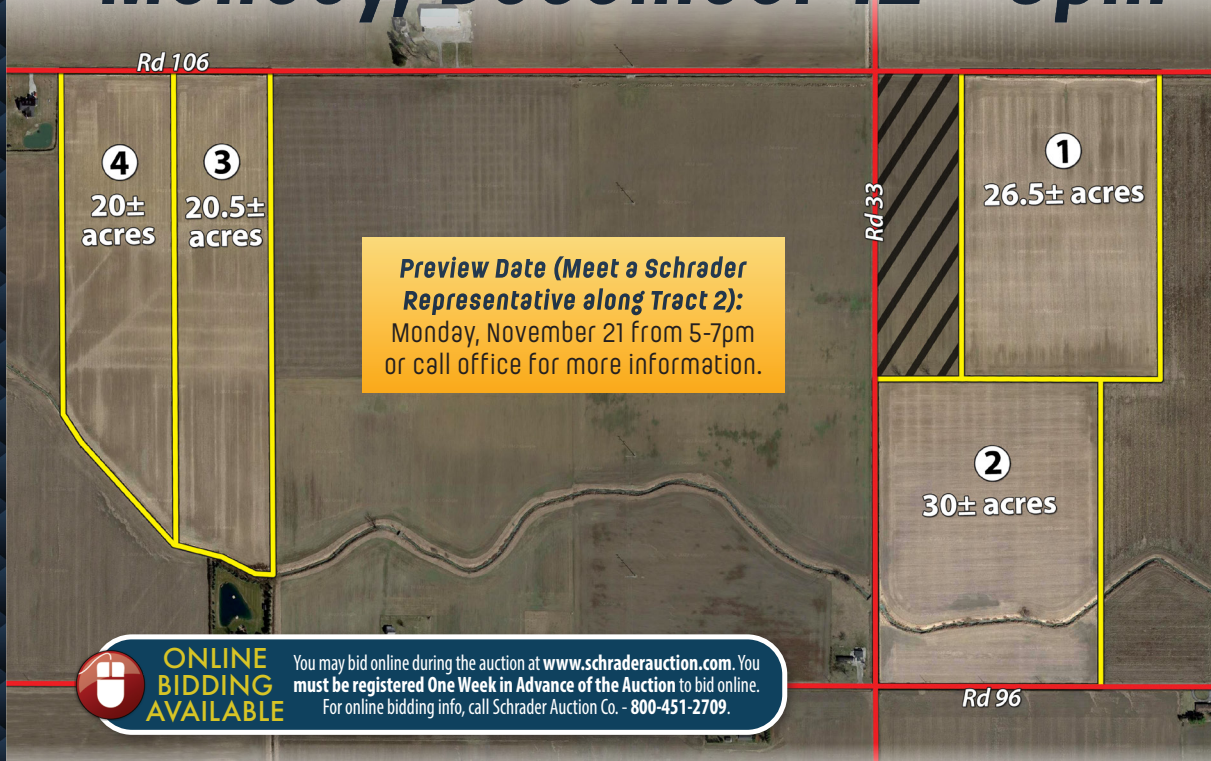 Monday, December 12 • 6pm
Rd 106
4
20±
acres
3
20.5±
acres
Rd 33
1
26.5± acres
Preview Date (Meet a Schrader
Representative along Tract 2):
Monday, November 21 from 5-7pm
or call office for more information.
2
30± acres
ONLINE
BIDDING
AVAILABLE
You may bid online during the auction at www.schraderauction.com. You
must be registered One Week in Advance of the Auction to bid online.
For online bidding info, call Schrader Auction Co. - 800-451-2709.
Rd 96